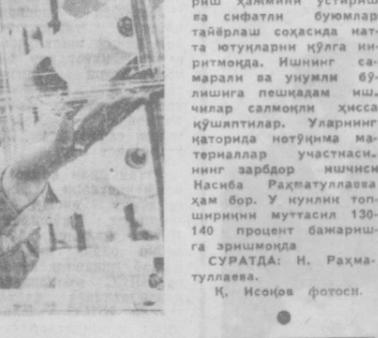 риш ҳажмини устириш
ва сифатли буюмлар
тайёрлаш соҳасида кат-
та ютуқларни қўлга ки-
ритмоқда. Ишнинг са-
марали ва унумли бў-
лишига пешқадам иш-
чилар салмоқли ҳисса
қўшяптилар. Уларнинг
қаторида нотўқима ма-
териаллар участкаси-
нинг зарбдор ишчиси
Насиба Раҳматуллаева
ҳам бор. У кунлик топ-
шириқни муттасил 130-
140 процент бажариш-
га эришмоқда
СУРАТДА: Н. Раҳма-
туллаева.
Қ. Исоқов фотоси.